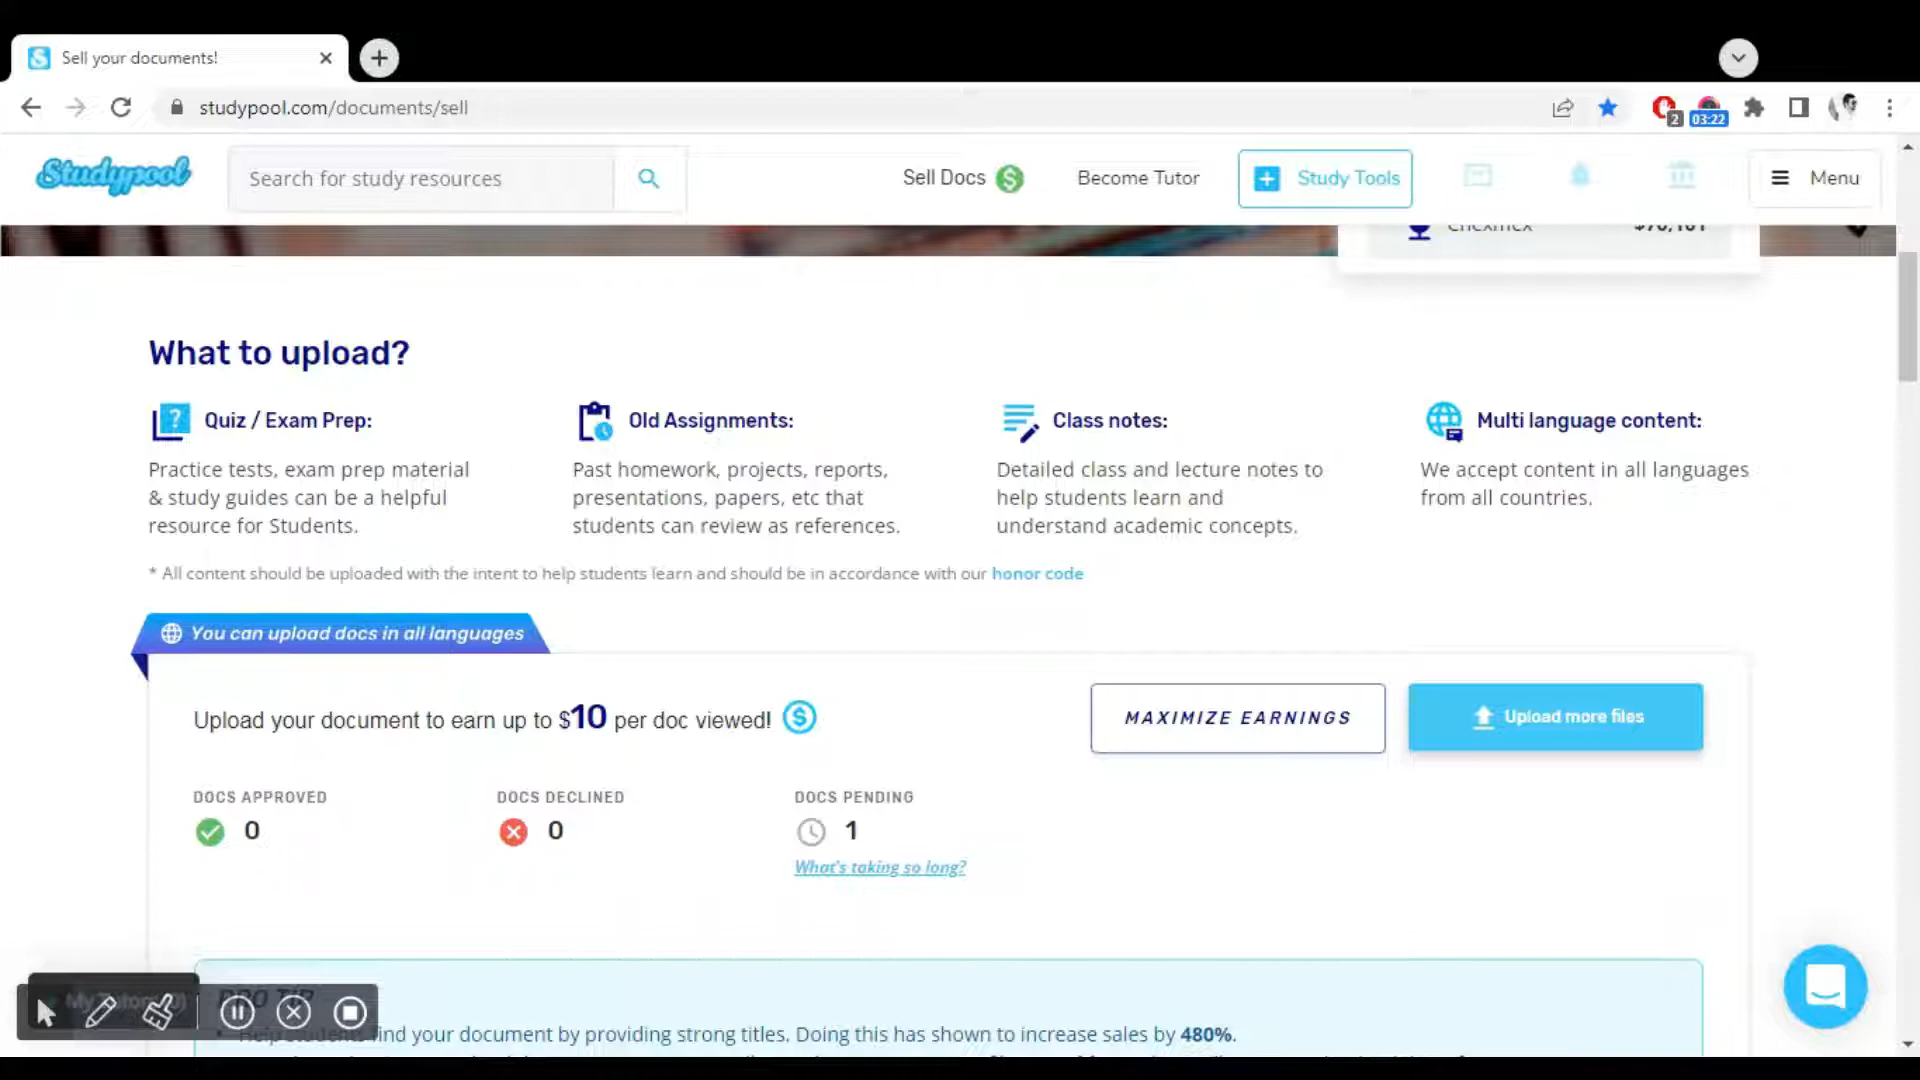 Sell your documents!
studypool.com/documents/sell
2
03:22
Studypool
Search for study resources
Sell Docs
Become Tutor
Study Tools
Menu
What to upload?
Quiz / Exam Prep:
Practice tests, exam prep material
& study guides can be a helpful
resource for Students.
Old Assignments:
Past homework, projects, reports,
presentations, papers, etc that
students can review as references.
Class notes:
Detailed class and lecture notes to
help students learn and
understand academic concepts.
Multi language content:
We accept content in all languages
from all countries.
* All content should be uploaded with the intent to help students learn and should be in accordance with our honor code
You can upload docs in all languages
Upload your document to earn up to $10 per doc viewed!
MAXIMIZE EARNINGS
Upload more files
DOCS APPROVED
0
DOCS DECLINED
0
DOCS PENDING
1
What's taking so long?
PRO TIP
Help students find your document by providing strong titles. Doing this has shown to increase sales by 480%.